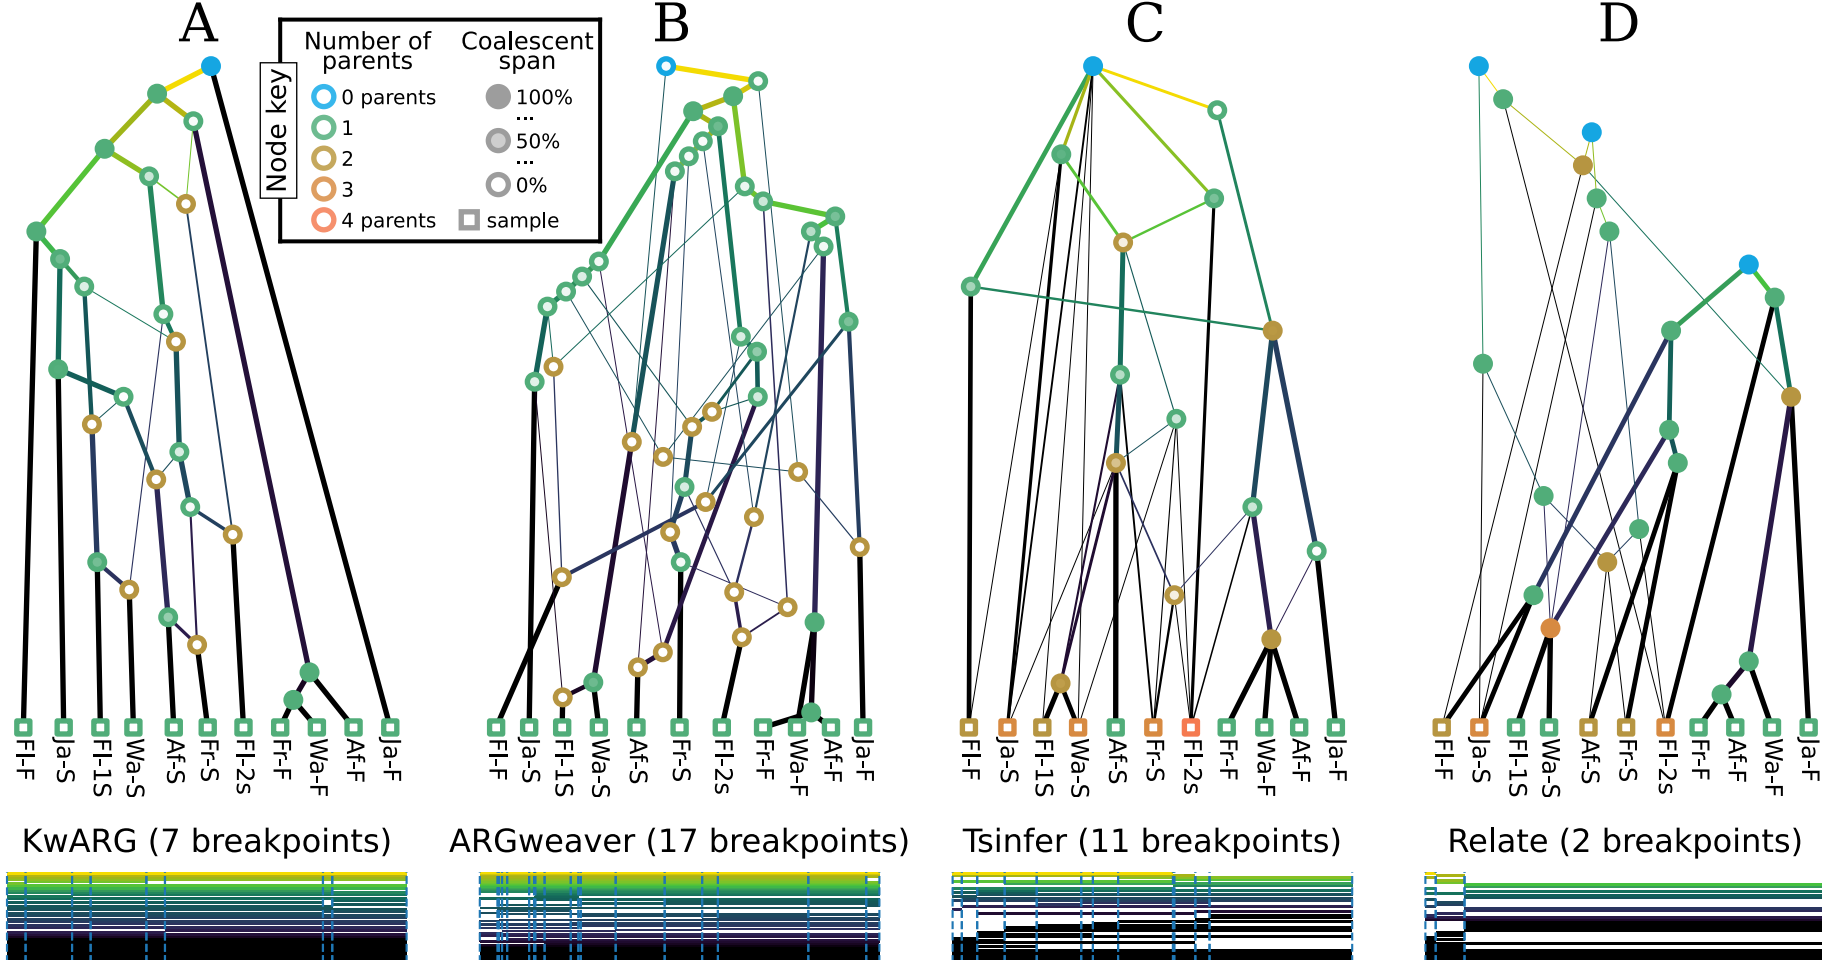 A
B
C
D
Node key
Number of
parents
0 parents
1
2
3
4 parents
Coalescent
span
100%
...
50%
...
0%
sample
Fl-F
Ja-S
Fl-1S
Wa-S
Af-S
Fr-S
Fl-2s
Fr-F
Wa-F
Af-F
Ja-F
Fl-F
Ja-S
Fl-1S
Wa-S
Af-S
Fr-S
Fl-2s
Fr-F
Wa-F
Af-F
Ja-F
Fl-F
Ja-S
Fl-1S
Wa-S
Af-S
Fr-S
Fl-2s
Fr-F
Wa-F
Af-F
Ja-F
Fl-F
Ja-S
Fl-1S
Wa-S
Af-S
Fr-S
Fl-2s
Fr-F
Af-F
Wa-F
Ja-F
KwARG (7 breakpoints)
ARGweaver (17 breakpoints)
Tsinfer (11 breakpoints)
Relate (2 breakpoints)